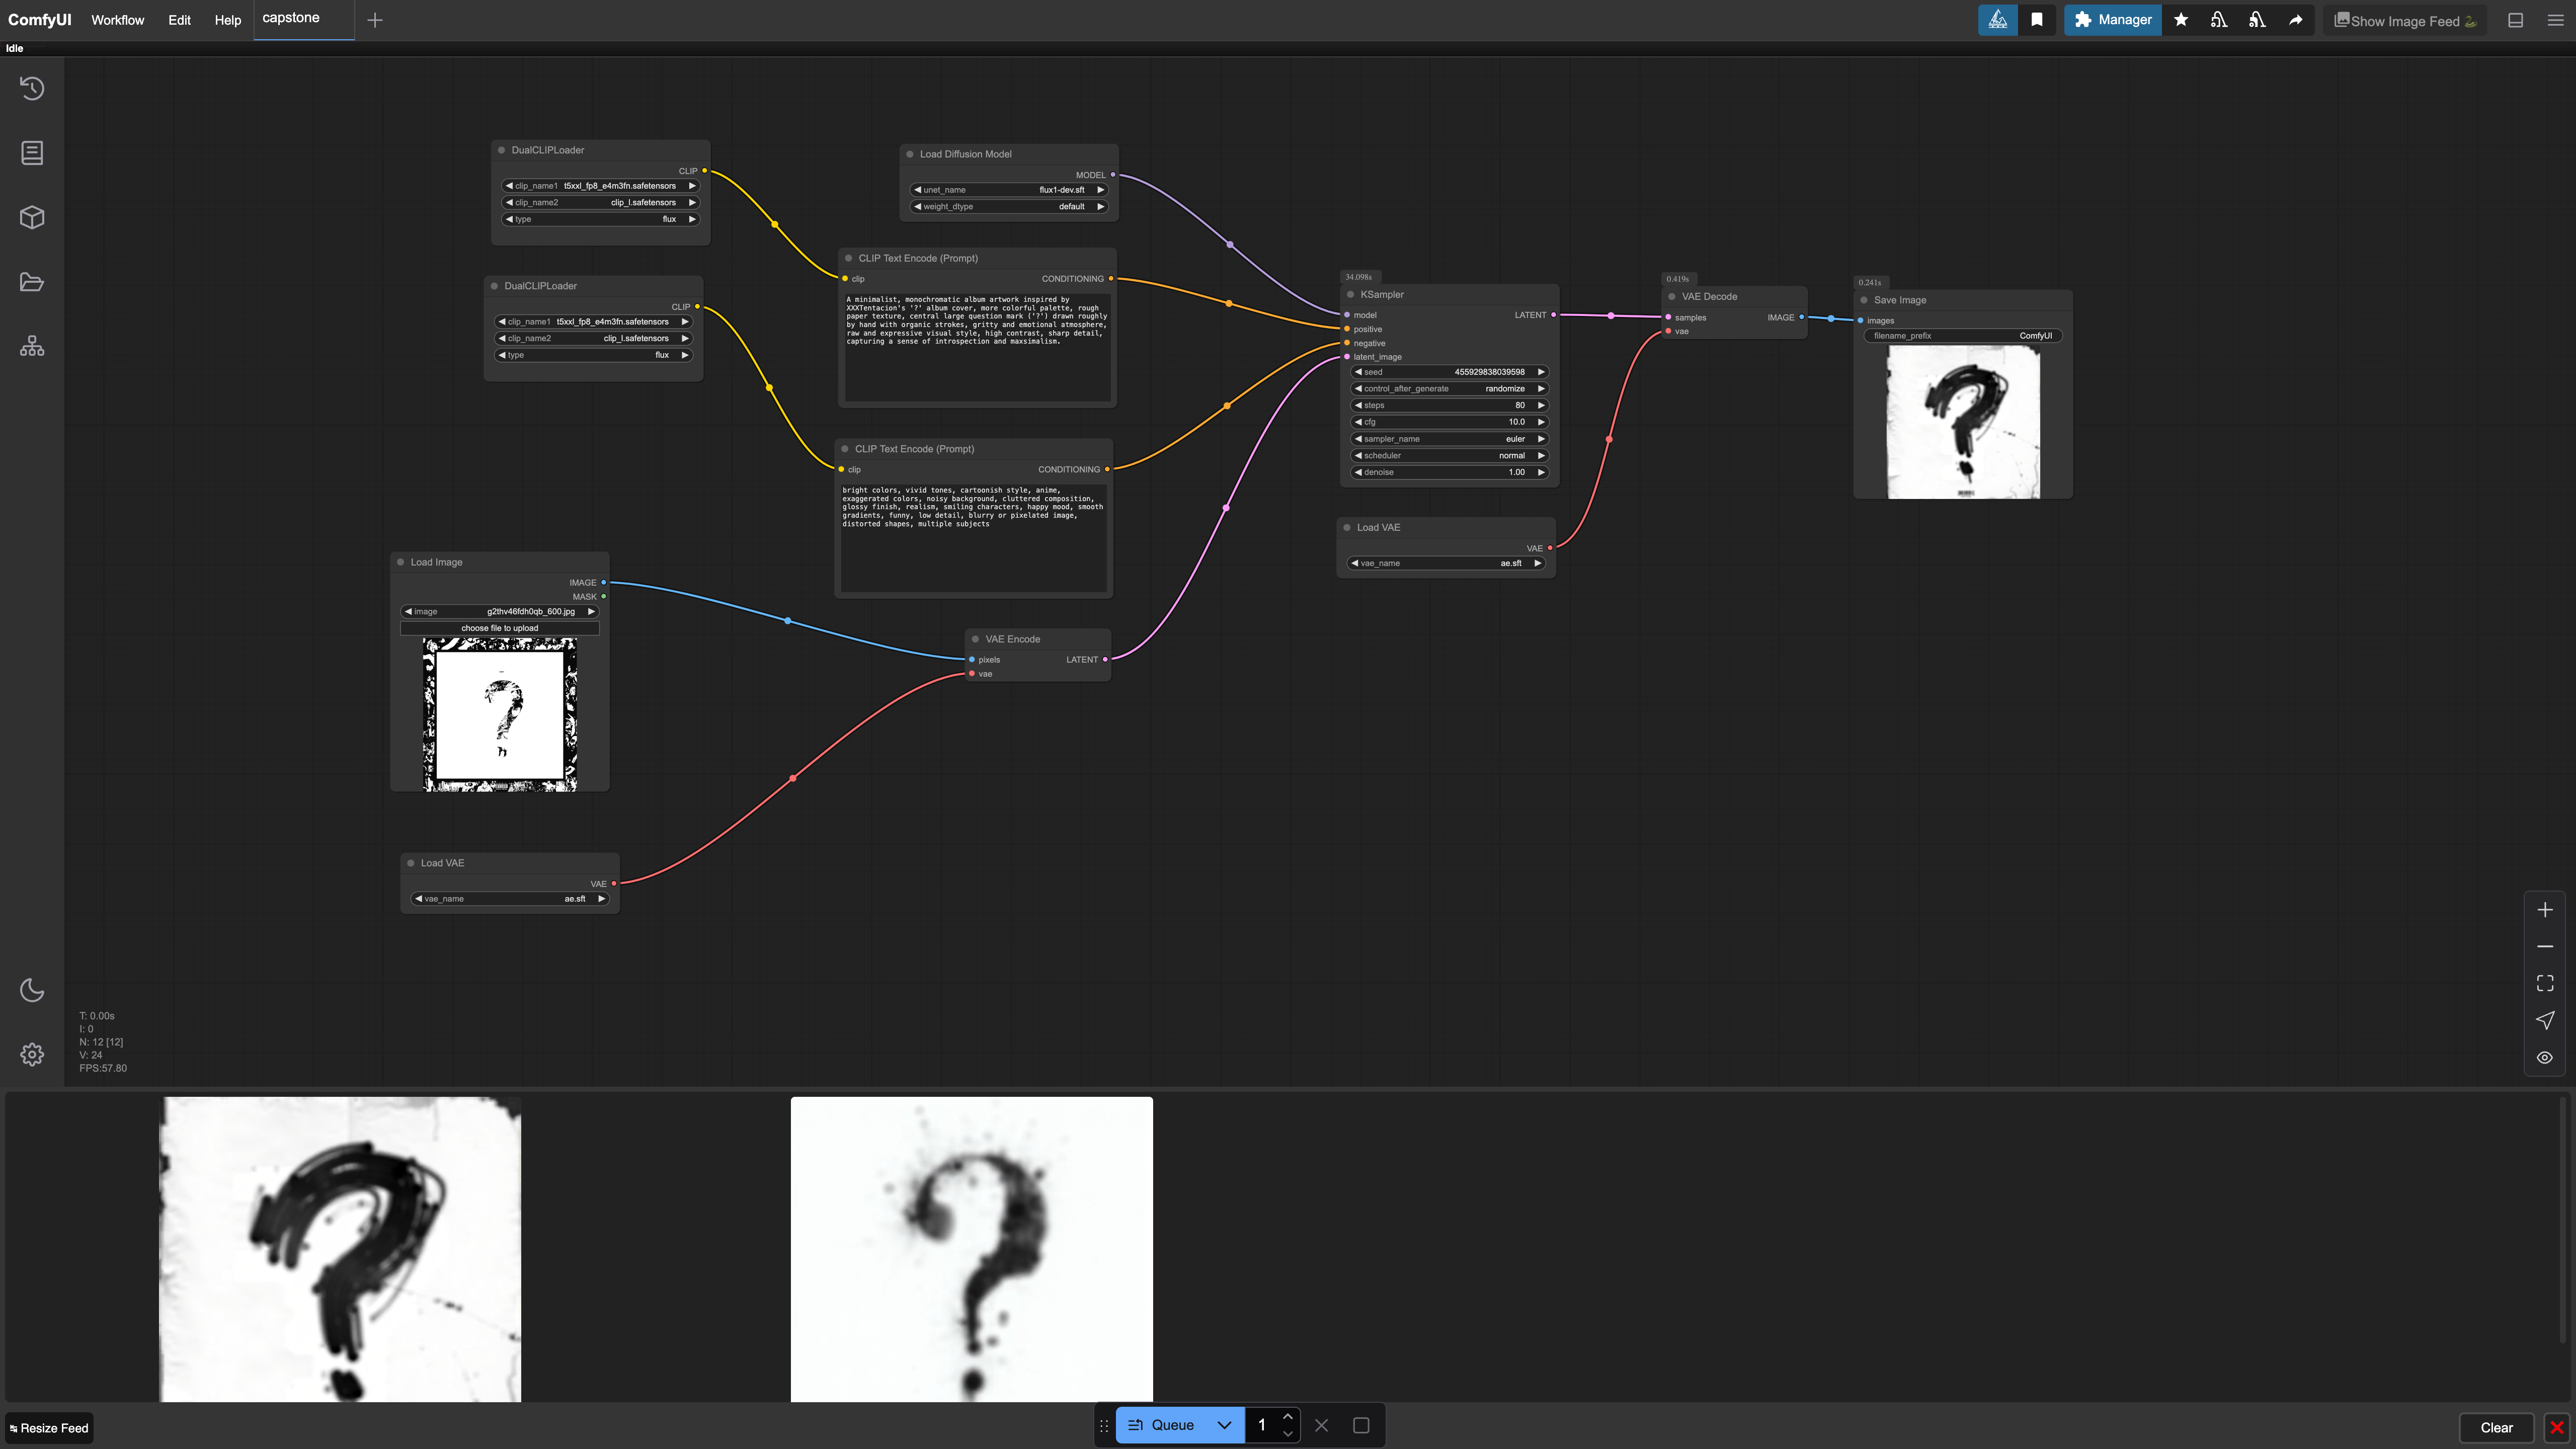 ComfyUI
Workflow
Edit
Help
capstone
Manager
Show Image Feed
Idle
DualCLIPLoader
CLIP
clip_name1 t5xxl_fp8_e4m3fn.safetensors
clip_name2 clip_l.safetensors
type flux
DualCLIPLoader
CLIP
clip_name1 t5xxl_fp8_e4m3fn.safetensors
clip_name2 clip_l.safetensors
type flux
Load Diffusion Model
MODEL
unet_name flux1-dev.sft
weight_dtype default
CLIP Text Encode (Prompt)
clip CONDITIONING
A minimalist, monochromatic album artwork inspired by
XXXTentacion's '?' album cover, more colorful palette, rough
paper texture, central large question mark ('?') drawn roughly
by hand with organic strokes, gritty and emotional atmosphere,
raw and expressive visual style, high contrast, sharp detail,
capturing a sense of introspection and maxsimalism.
CLIP Text Encode (Prompt)
clip CONDITIONING
bright colors, vivid tones, cartoonish style, anime,
exaggerated colors, noisy background, cluttered composition,
glossy finish, realism, smiling characters, happy mood, smooth
gradients, funny, low detail, blurry or pixelated image,
distorted shapes, multiple subjects
Load Image
IMAGE
MASK
image g2thv46fdh0qb_600.jpg
choose file to upload
?
VAE Encode
pixels LATENT
vae
Load VAE
VAE
vae_name ae.sft
34.098s
KSampler
model LATENT
positive
negative
latent_image
seed 455929838039598
control_after_generate randomize
steps 80
cfg 10.0
sampler_name euler
scheduler normal
denoise 1.00
Load VAE
VAE
vae_name ae.sft
0.419s
VAE Decode
samples IMAGE
vae
0.241s
Save Image
images
filename_prefix ComfyUI
?
T: 0.00s
I: 0
N: 12 [12]
V: 24
FPS:57.80
?
?
Resize Feed
Queue
1
Clear